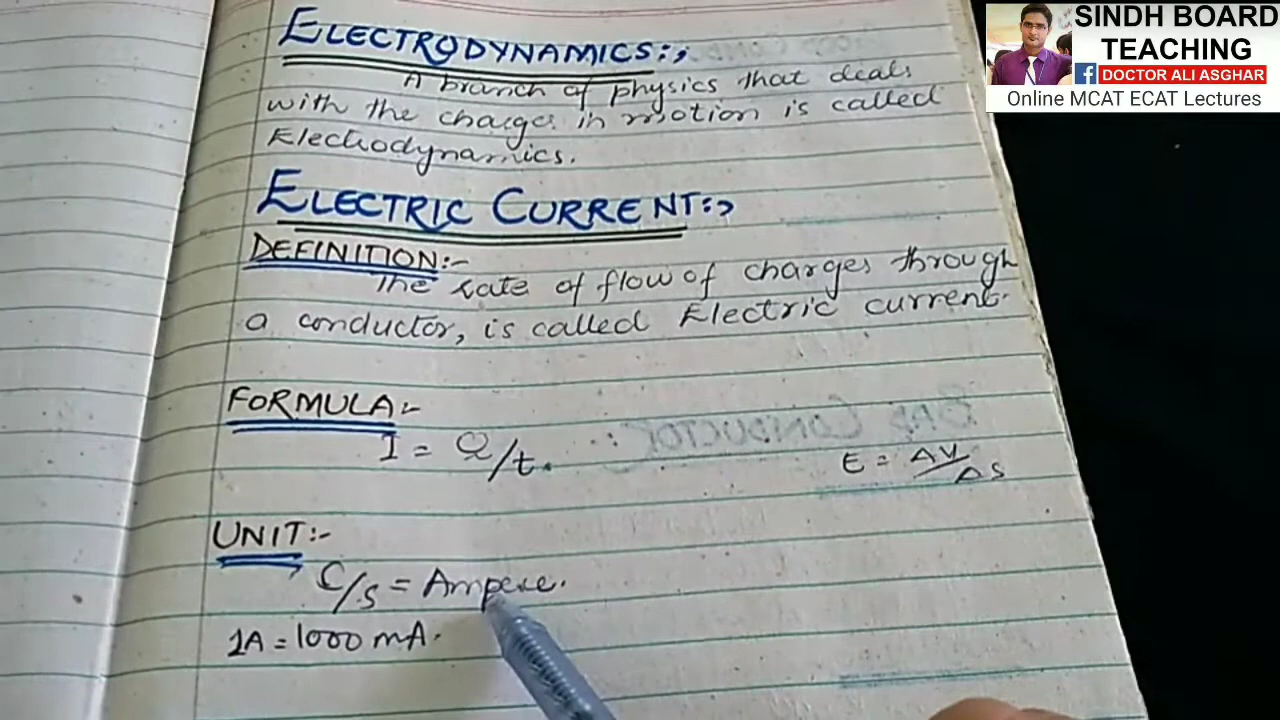 ELECTRODYNAMICS:,
A branch of physics that deals
with the charges in motion is called
Electrodynamics.
ELECTRIC CURRENT:,
DEFINITION:-
The rate of flow of charges through
a conductor, is called Electric current.
FORMULA:-
I = Q/t.
E = ΔV/ΔS
UNIT:-
C/s = Ampere.
1A = 1000 mA.
BAD CONDUCTOR
SINDH BOARD
TEACHING
f DOCTOR ALI ASGHAR
Online MCAT ECAT Lectures